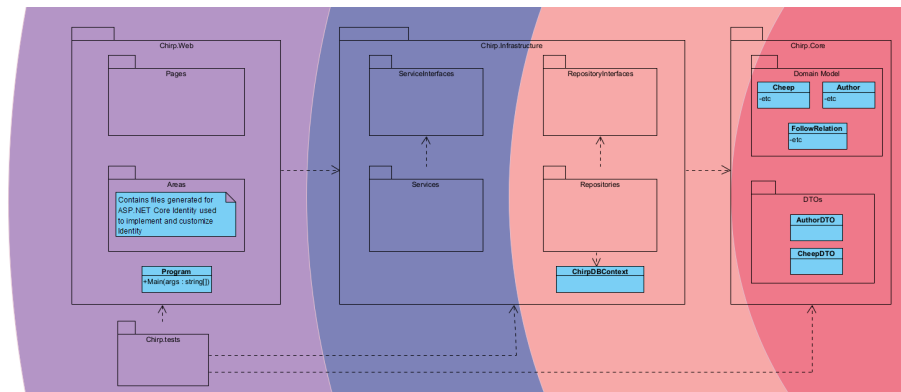 Chirp.Web
Pages
Areas
Contains files generated for
ASP.NET Core Identity used
to implement and customize
Identity
Program
+Main(args : string[])
Chirp.tests
Chirp.Infrastructure
ServiceInterfaces
RepositoryInterfaces
Services
Repositories
ChirpDBContext
Chirp.Core
Domain Model
Cheep
-etc
Author
-etc
FollowRelation
-etc
DTOs
AuthorDTO
CheepDTO